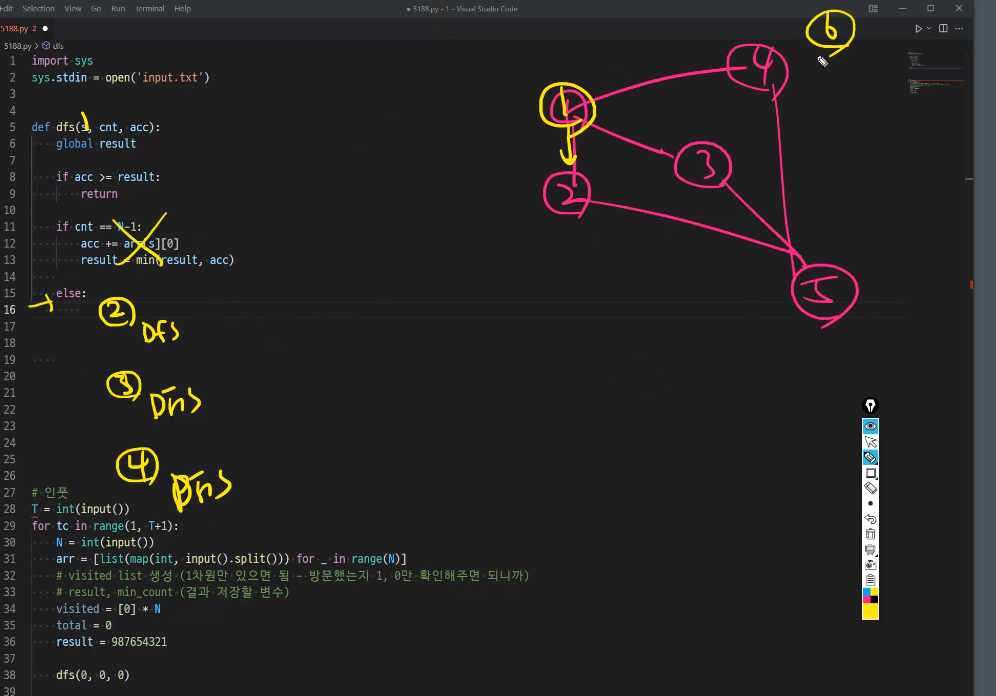 Edit Selection View Go Run Terminal Help
● 5188.py - 1 - Visual Studio Code
5188.py 2 ●
5188.py > dfs
1 import sys
2 sys.stdin = open('input.txt')
3
4
5 def dfs(s, cnt, acc):
6 global result
7
8 if acc >= result:
9 return
10
11 if cnt == N-1:
12 acc += arr[s][0]
13 result = min(result, acc)
14
15 else:
16
17
19
20
21
22
23
24
25
26
27 # 인풋
28 T = int(input())
29 for tc in range(1, T+1):
30 N = int(input())
31 arr = [list(map(int, input().split())) for _ in range(N)]
32 # visited list 생성 (1차원만 있으면 됨 - 방문했는지 1, 0만 확인해주면 되니까)
33 # result, min_count (결과 저장할 변수)
34 visited = [0] * N
35 total = 0
36 result = 987654321
37
38 dfs(0, 0, 0)
39
6
4
1
3
2
5
2
Dfs
3
4